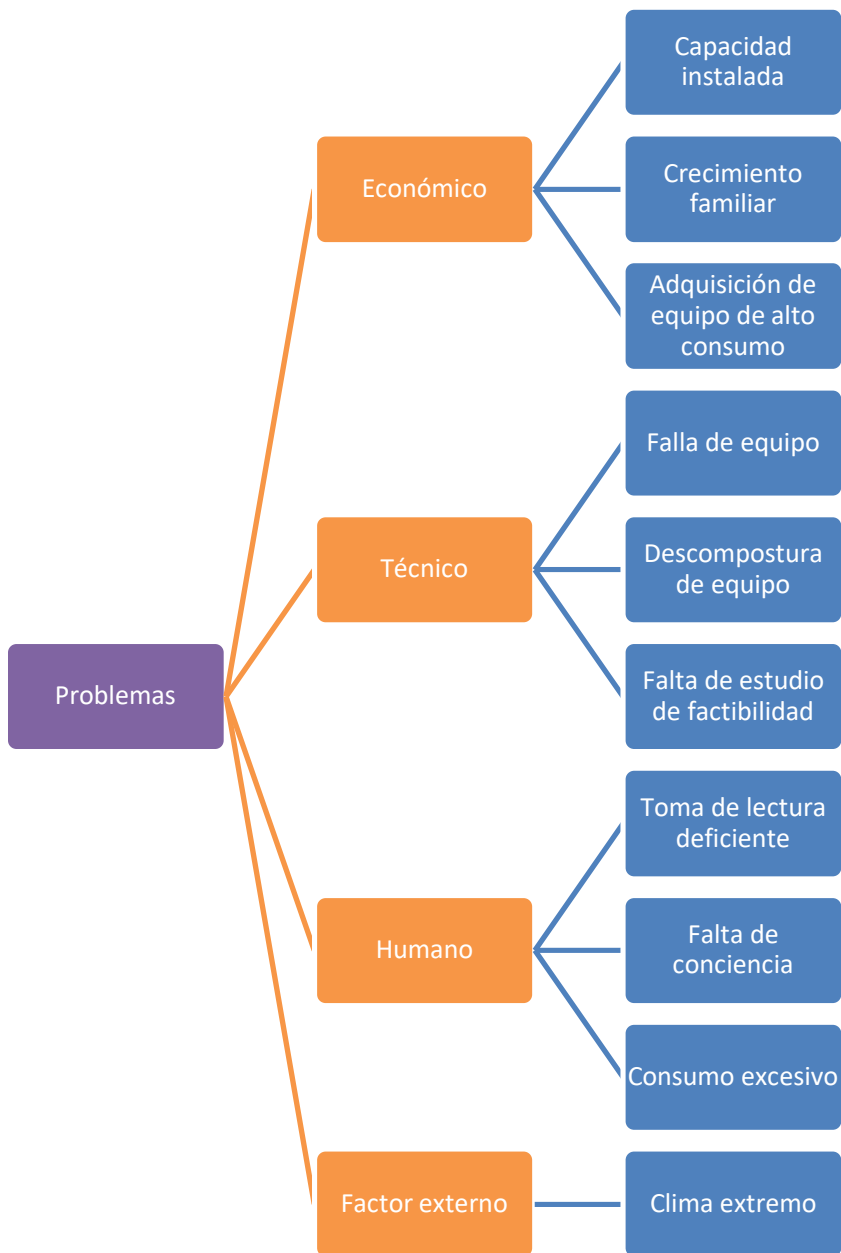 Problemas
Económico
Capacidad
instalada
Crecimiento
familiar
Adquisición de
equipo de alto
consumo
Técnico
Falla de equipo
Descompostura
de equipo
Falta de estudio
de factibilidad
Humano
Toma de lectura
deficiente
Falta de
conciencia
Consumo excesivo
Factor externo
Clima extremo